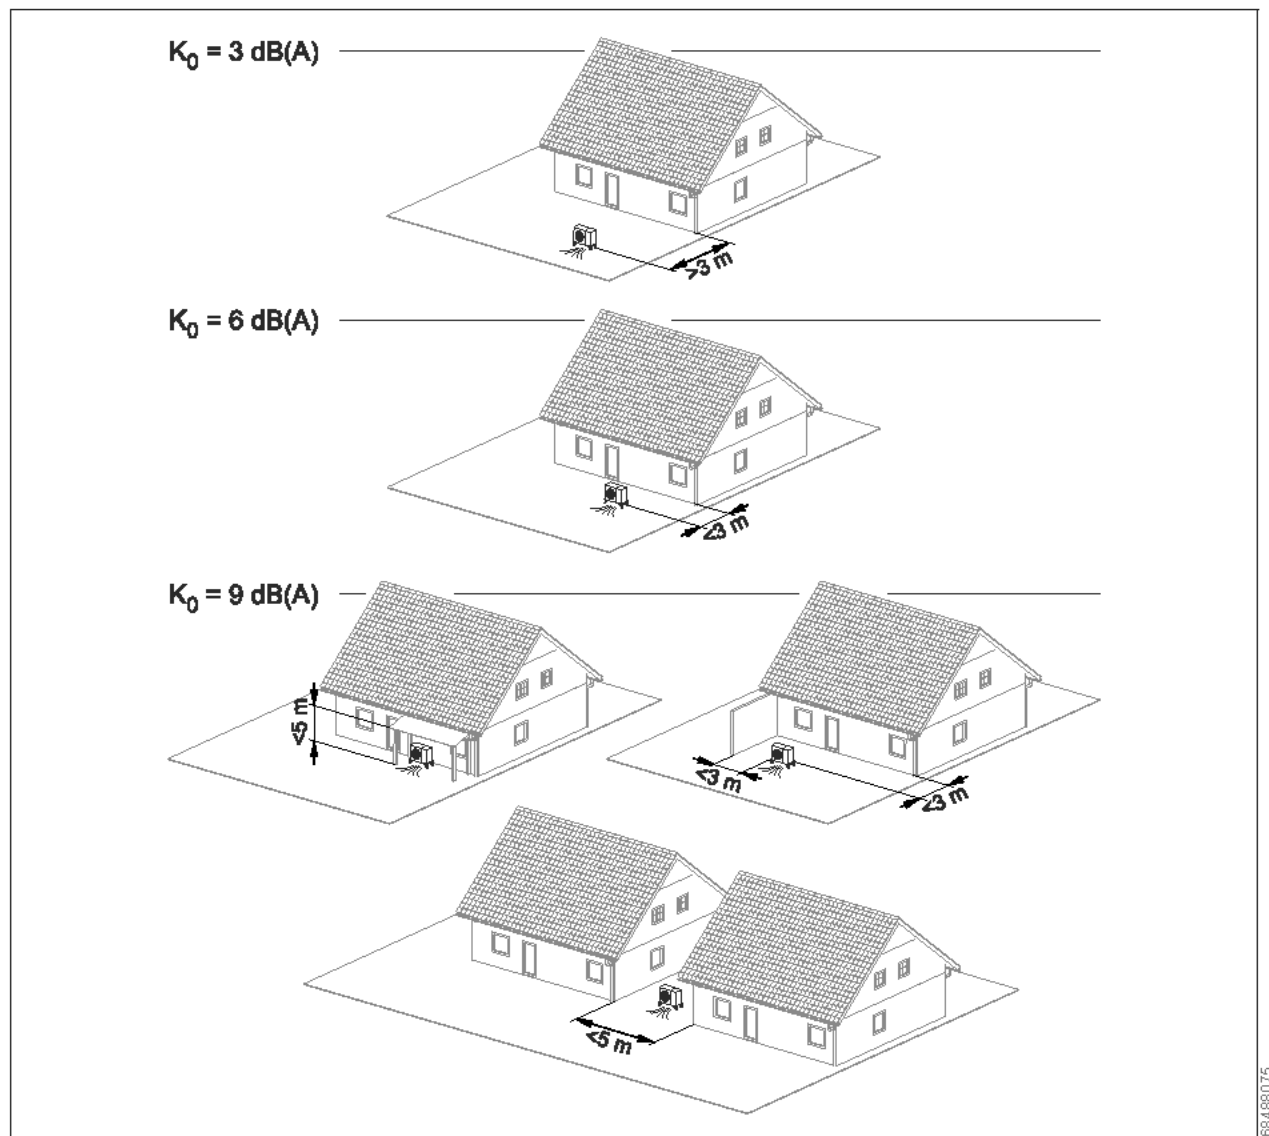 K₀ = 3 dB(A)
>3 m
K₀ = 6 dB(A)
<3 m
K₀ = 9 dB(A)
<5 m
<3 m
<3 m
<5 m